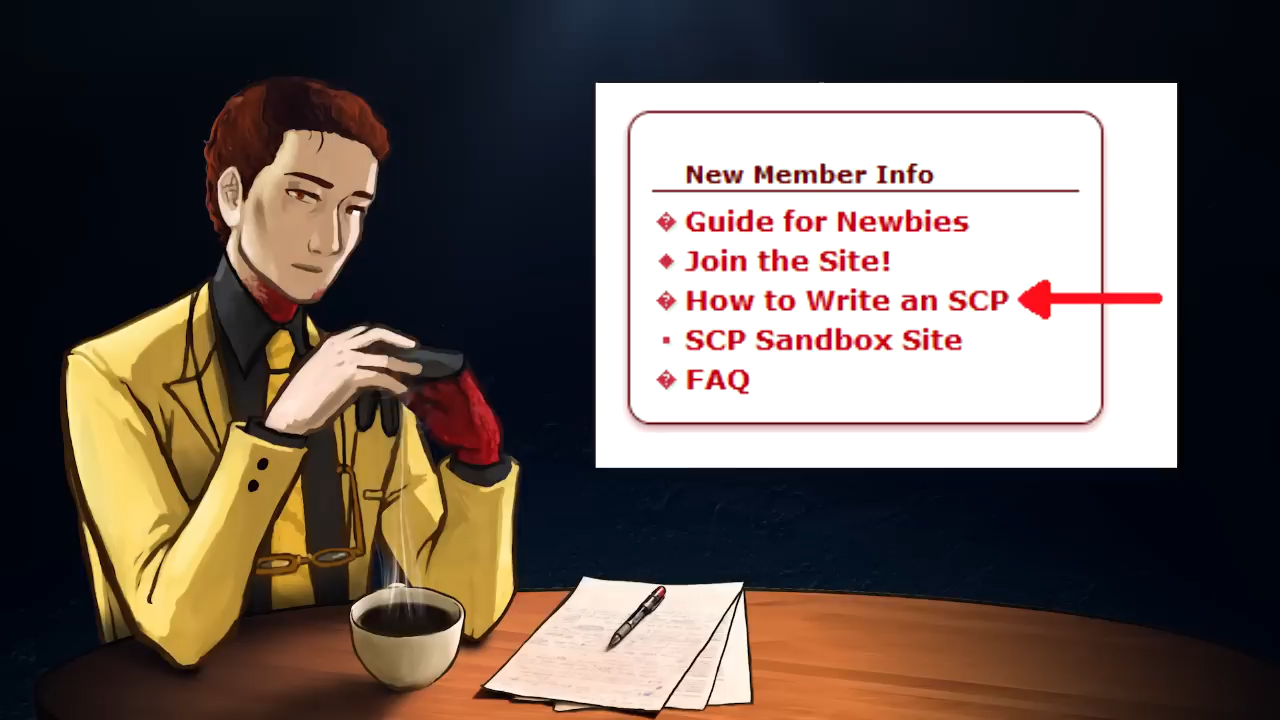 New Member Info
Guide for Newbies
Join the Site!
How to Write an SCP
SCP Sandbox Site
FAQ